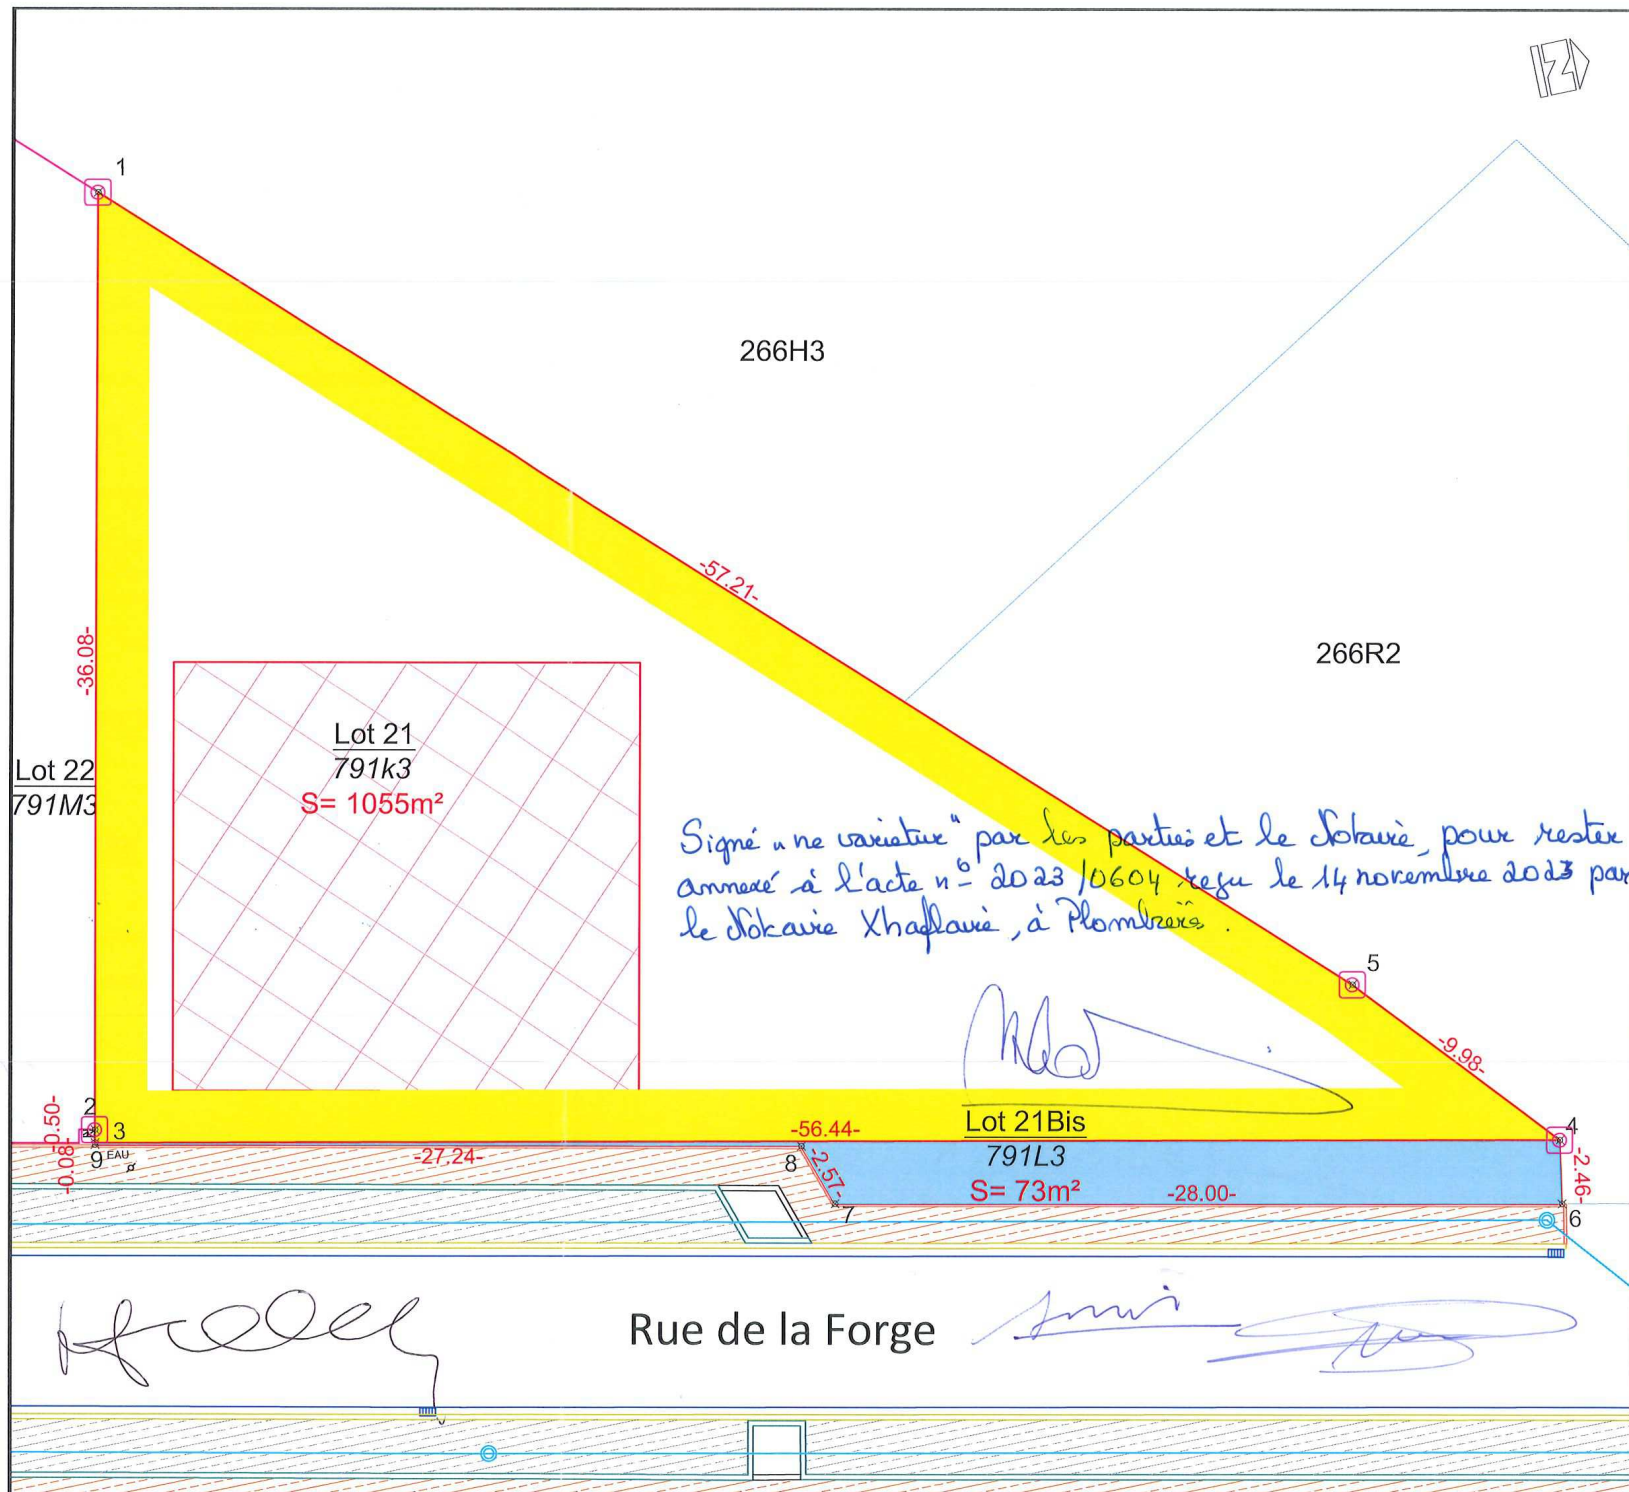 N
1
266H3
-57.21-
266R2
-36.08-
Lot 21
791k3
S= 1055m²
Lot 22
791M3
Signé "ne varietur" par les parties et le Notaire, pour rester
annexé à l'acte n° 2023/0604 reçu le 14 novembre 2023 par
le Notaire Xhaflaire, à Plombières.
5
-9.98-
2
3
-0.50-
-0.08-
9
EAU
-27.24-
-56.44-
8
-2.57-
7
Lot 21Bis
791L3
S= 73m²
-28.00-
4
-2.46-
6
Rue de la Forge